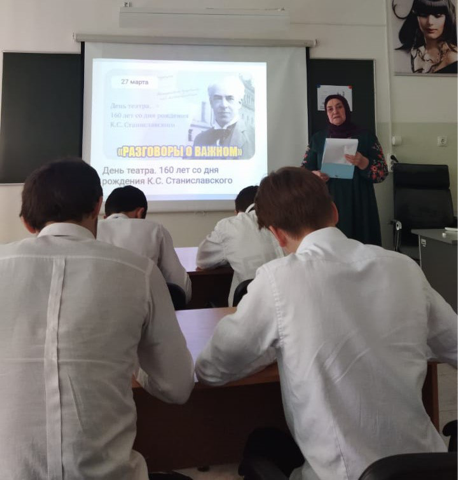 27 марта
День театра.
160 лет со дня рождения
К.С. Станиславского
«РАЗГОВОРЫ О ВАЖНОМ»
День театра. 160 лет со дня
рождения К.С. Станиславского